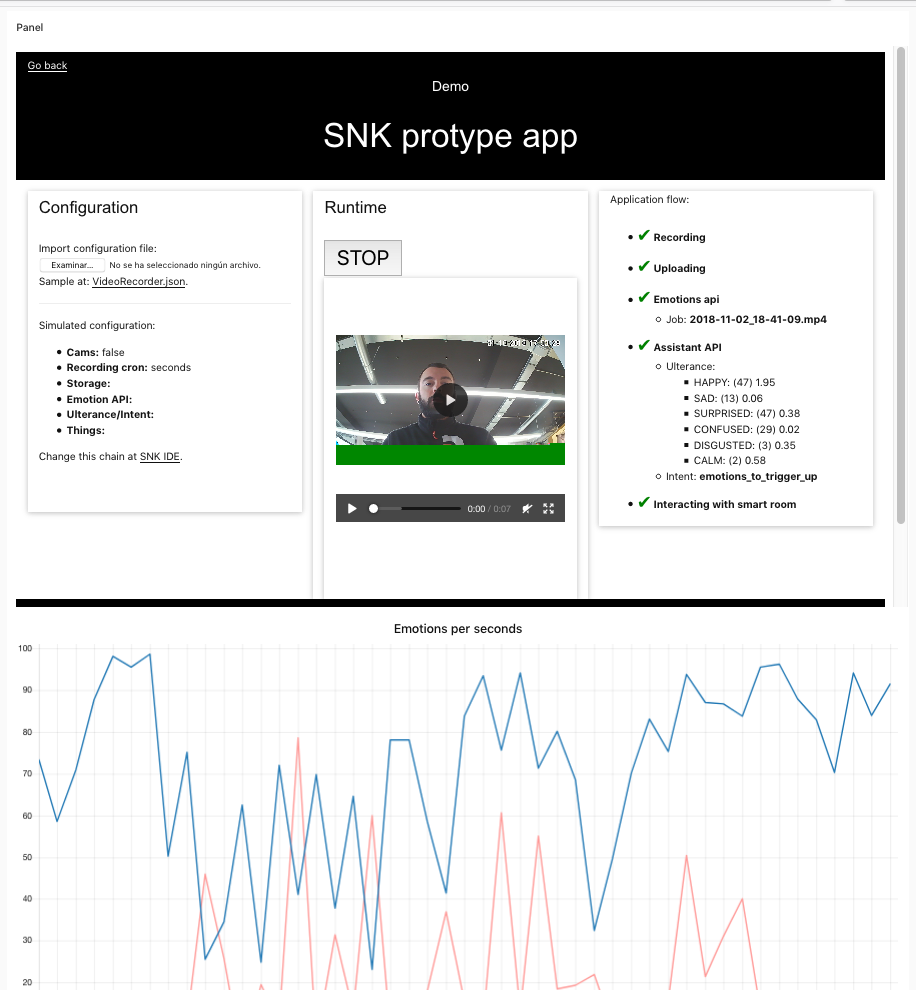 Panel
Go back
Demo
SNK protype app
Configuration
Import configuration file:
Examinar... No se ha seleccionado ningún archivo.
Sample at: VideoRecorder.json.
Simulated configuration:
Cams: false
Recording cron: seconds
Storage:
Emotion API:
Ulterance/Intent:
Things:
Change this chain at SNK IDE.
Runtime
STOP
0:00 / 0:07
Application flow:
✔ Recording
✔ Uploading
✔ Emotions api
Job: 2018-11-02_18-41-09.mp4
✔ Assistant API
Ulterance:
HAPPY: (47) 1.95
SAD: (13) 0.06
SURPRISED: (47) 0.38
CONFUSED: (29) 0.02
DISGUSTED: (3) 0.35
CALM: (2) 0.58
Intent: emotions_to_trigger_up
✔ Interacting with smart room
Emotions per seconds
100
90
80
70
60
50
40
30
20